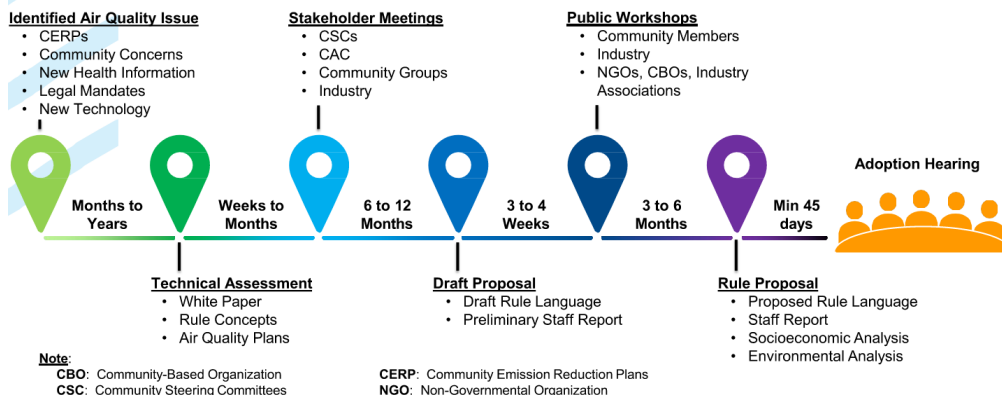 Identified Air Quality Issue
• CERPs
• Community Concerns
• New Health Information
• Legal Mandates
• New Technology
Stakeholder Meetings
• CSCs
• CAC
• Community Groups
• Industry
Public Workshops
• Community Members
• Industry
• NGOs, CBOs, Industry
Associations
Months to
Years
Weeks to
Months
6 to 12
Months
3 to 4
Weeks
3 to 6
Months
Min 45
days
Adoption Hearing
Technical Assessment
• White Paper
• Rule Concepts
• Air Quality Plans
Draft Proposal
• Draft Rule Language
• Preliminary Staff Report
Rule Proposal
• Proposed Rule Language
• Staff Report
• Socioeconomic Analysis
• Environmental Analysis
Note:
CBO: Community-Based Organization
CSC: Community Steering Committees
CERP: Community Emission Reduction Plans
NGO: Non-Governmental Organization